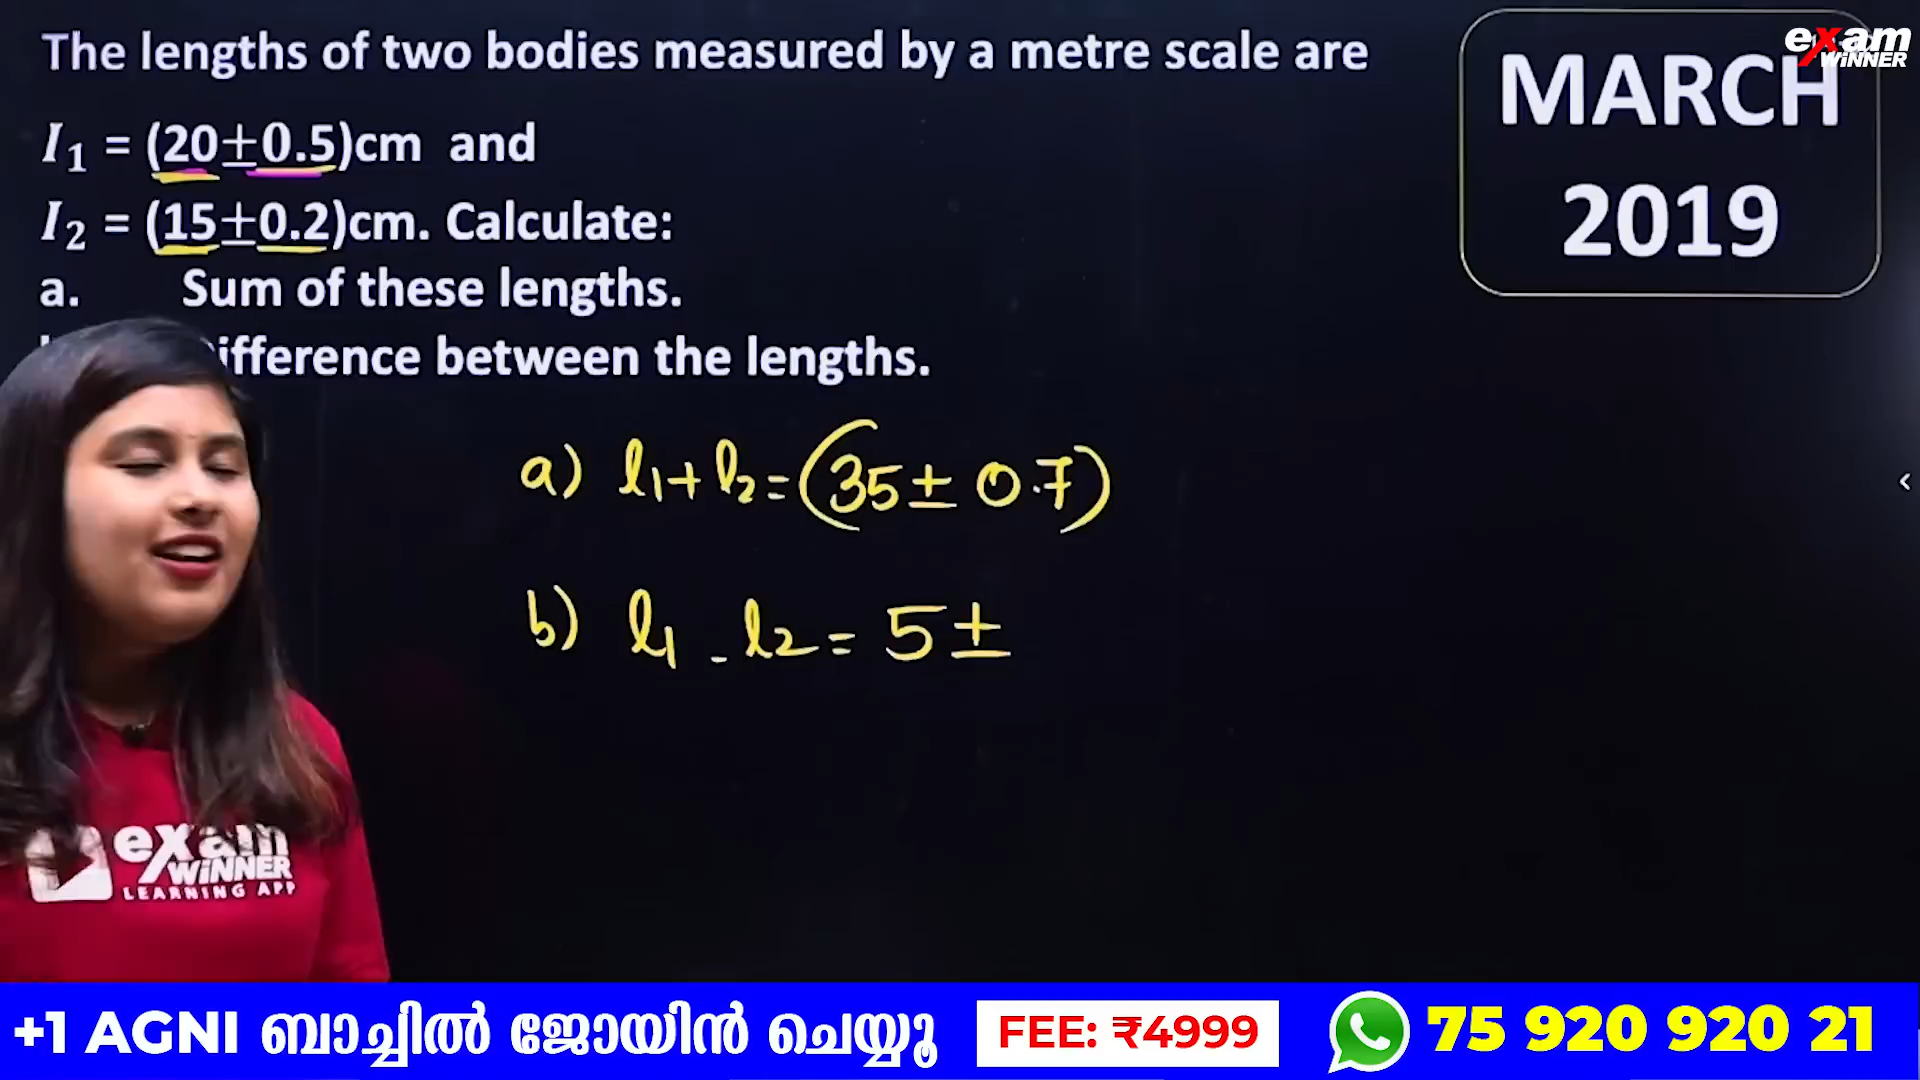 The lengths of two bodies measured by a metre scale are
I₁ = (20±0.5)cm and
I₂ = (15±0.2)cm. Calculate:
a. Sum of these lengths.
ifference between the lengths.
MARCH
2019
exam
WiNNER
a) l₁+l₂=(35± 0.7)
b) l₁-l₂= 5±
exam
WiNNER
LEARNING APP
+1 AGNI ബാച്ചിൽ ജോയിൻ ചെയ്യൂ
FEE: ₹4999
75 920 920 21